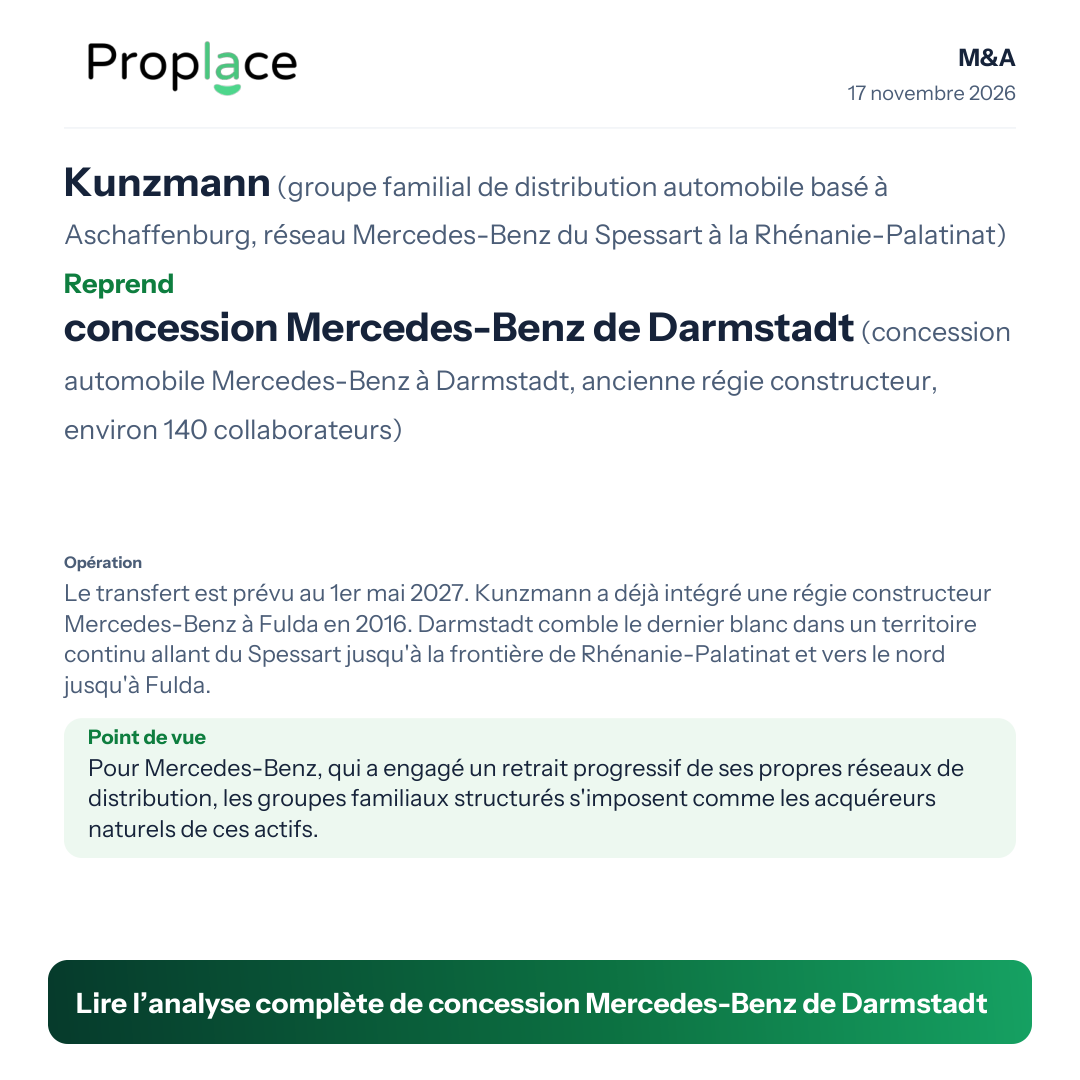 Proplace
M&A
17 novembre 2026
Kunzmann (groupe familial de distribution automobile basé à
Aschaffenburg, réseau Mercedes-Benz du Spessart à la Rhénanie-Palatinat)
Reprend
concession Mercedes-Benz de Darmstadt (concession
automobile Mercedes-Benz à Darmstadt, ancienne régie constructeur,
environ 140 collaborateurs)
Opération
Le transfert est prévu au 1er mai 2027. Kunzmann a déjà intégré une régie constructeur
Mercedes-Benz à Fulda en 2016. Darmstadt comble le dernier blanc dans un territoire
continu allant du Spessart jusqu'à la frontière de Rhénanie-Palatinat et vers le nord
jusqu'à Fulda.
Point de vue
Pour Mercedes-Benz, qui a engagé un retrait progressif de ses propres réseaux de
distribution, les groupes familiaux structurés s'imposent comme les acquéreurs
naturels de ces actifs.
Lire l’analyse complète de concession Mercedes-Benz de Darmstadt